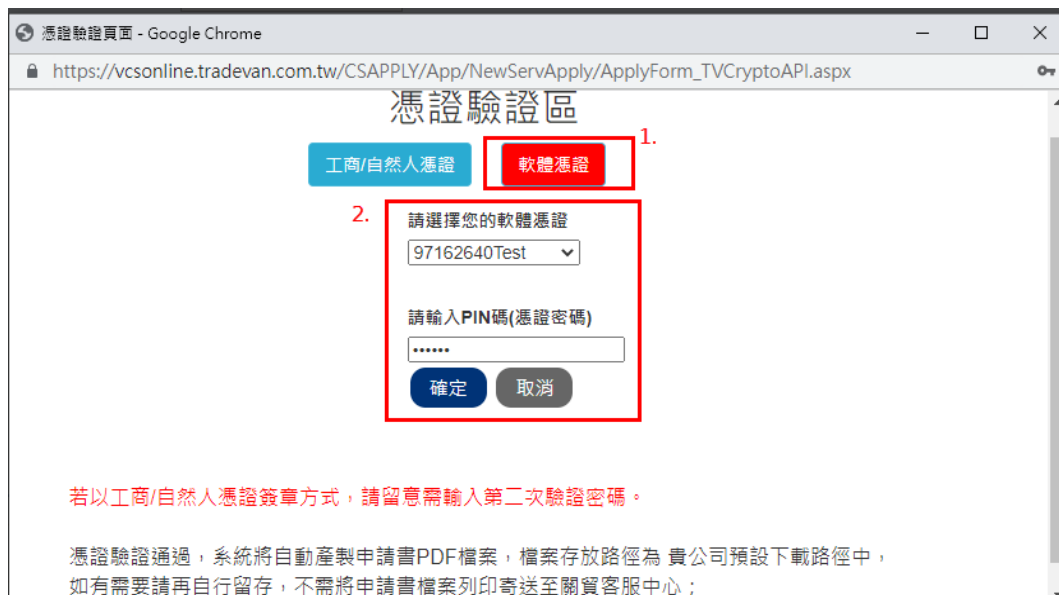 憑證驗證頁面 - Google Chrome
https://vcsonline.tradevan.com.tw/CSAPPLY/App/NewServApply/ApplyForm_TVCryptoAPI.aspx
憑證驗證區
1.
工商/自然人憑證 軟體憑證
2.
請選擇您的軟體憑證
97162640Test
請輸入PIN碼(憑證密碼)
••••••
確定 取消
若以工商/自然人憑證簽章方式，請留意需輸入第二次驗證密碼。
憑證驗證通過，系統將自動產製申請書PDF檔案，檔案存放路徑為 貴公司預設下載路徑中，
如有需要請再自行留存，不需將申請書檔案列印寄送至關貿客服中心；